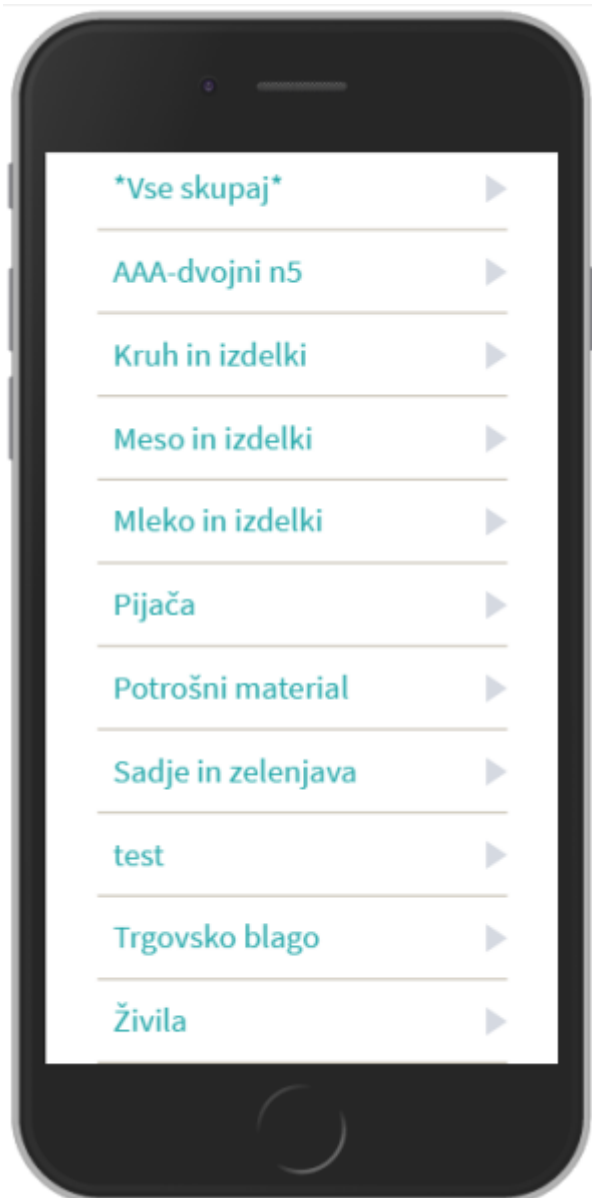 *Vse skupaj*
AAA-dvojni n5
Kruh in izdelki
Meso in izdelki
Mleko in izdelki
Pijača
Potrošni material
Sadje in zelenjava
test
Trgovsko blago
Živila